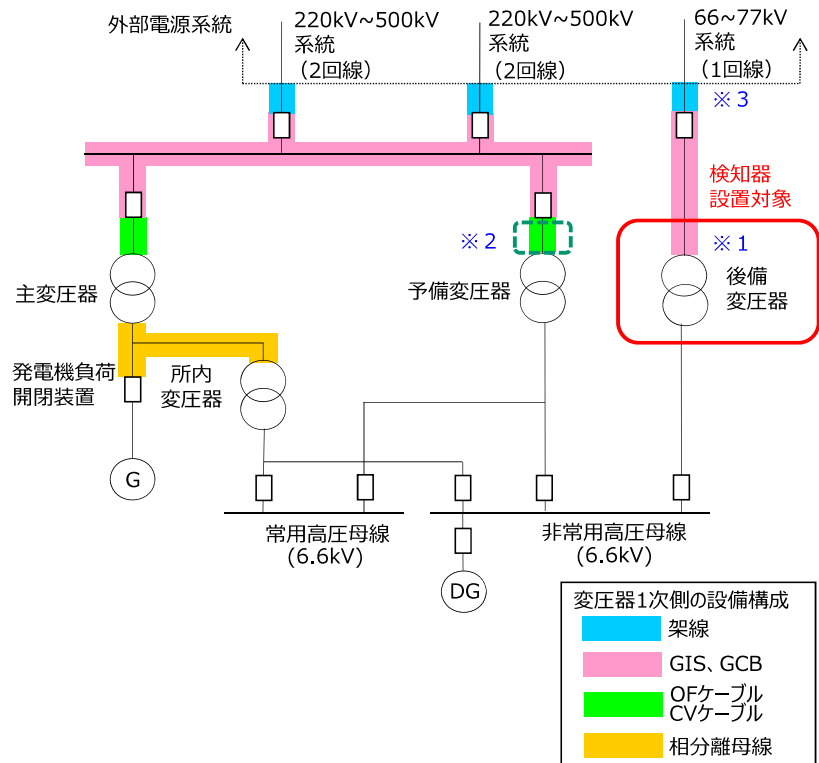 外部電源系統
220kV~500kV
系統
(2回線)
220kV~500kV
系統
(2回線)
66~77kV
系統
(1回線)
※3
検知器
設置対象
※2
※1
主変圧器
予備変圧器
後備
変圧器
発電機負荷
開閉装置
所内
変圧器
G
常用高圧母線
(6.6kV)
非常用高圧母線
(6.6kV)
DG
変圧器1次側の設備構成
架線
GIS、GCB
OFケーブル
CVケーブル
相分離母線